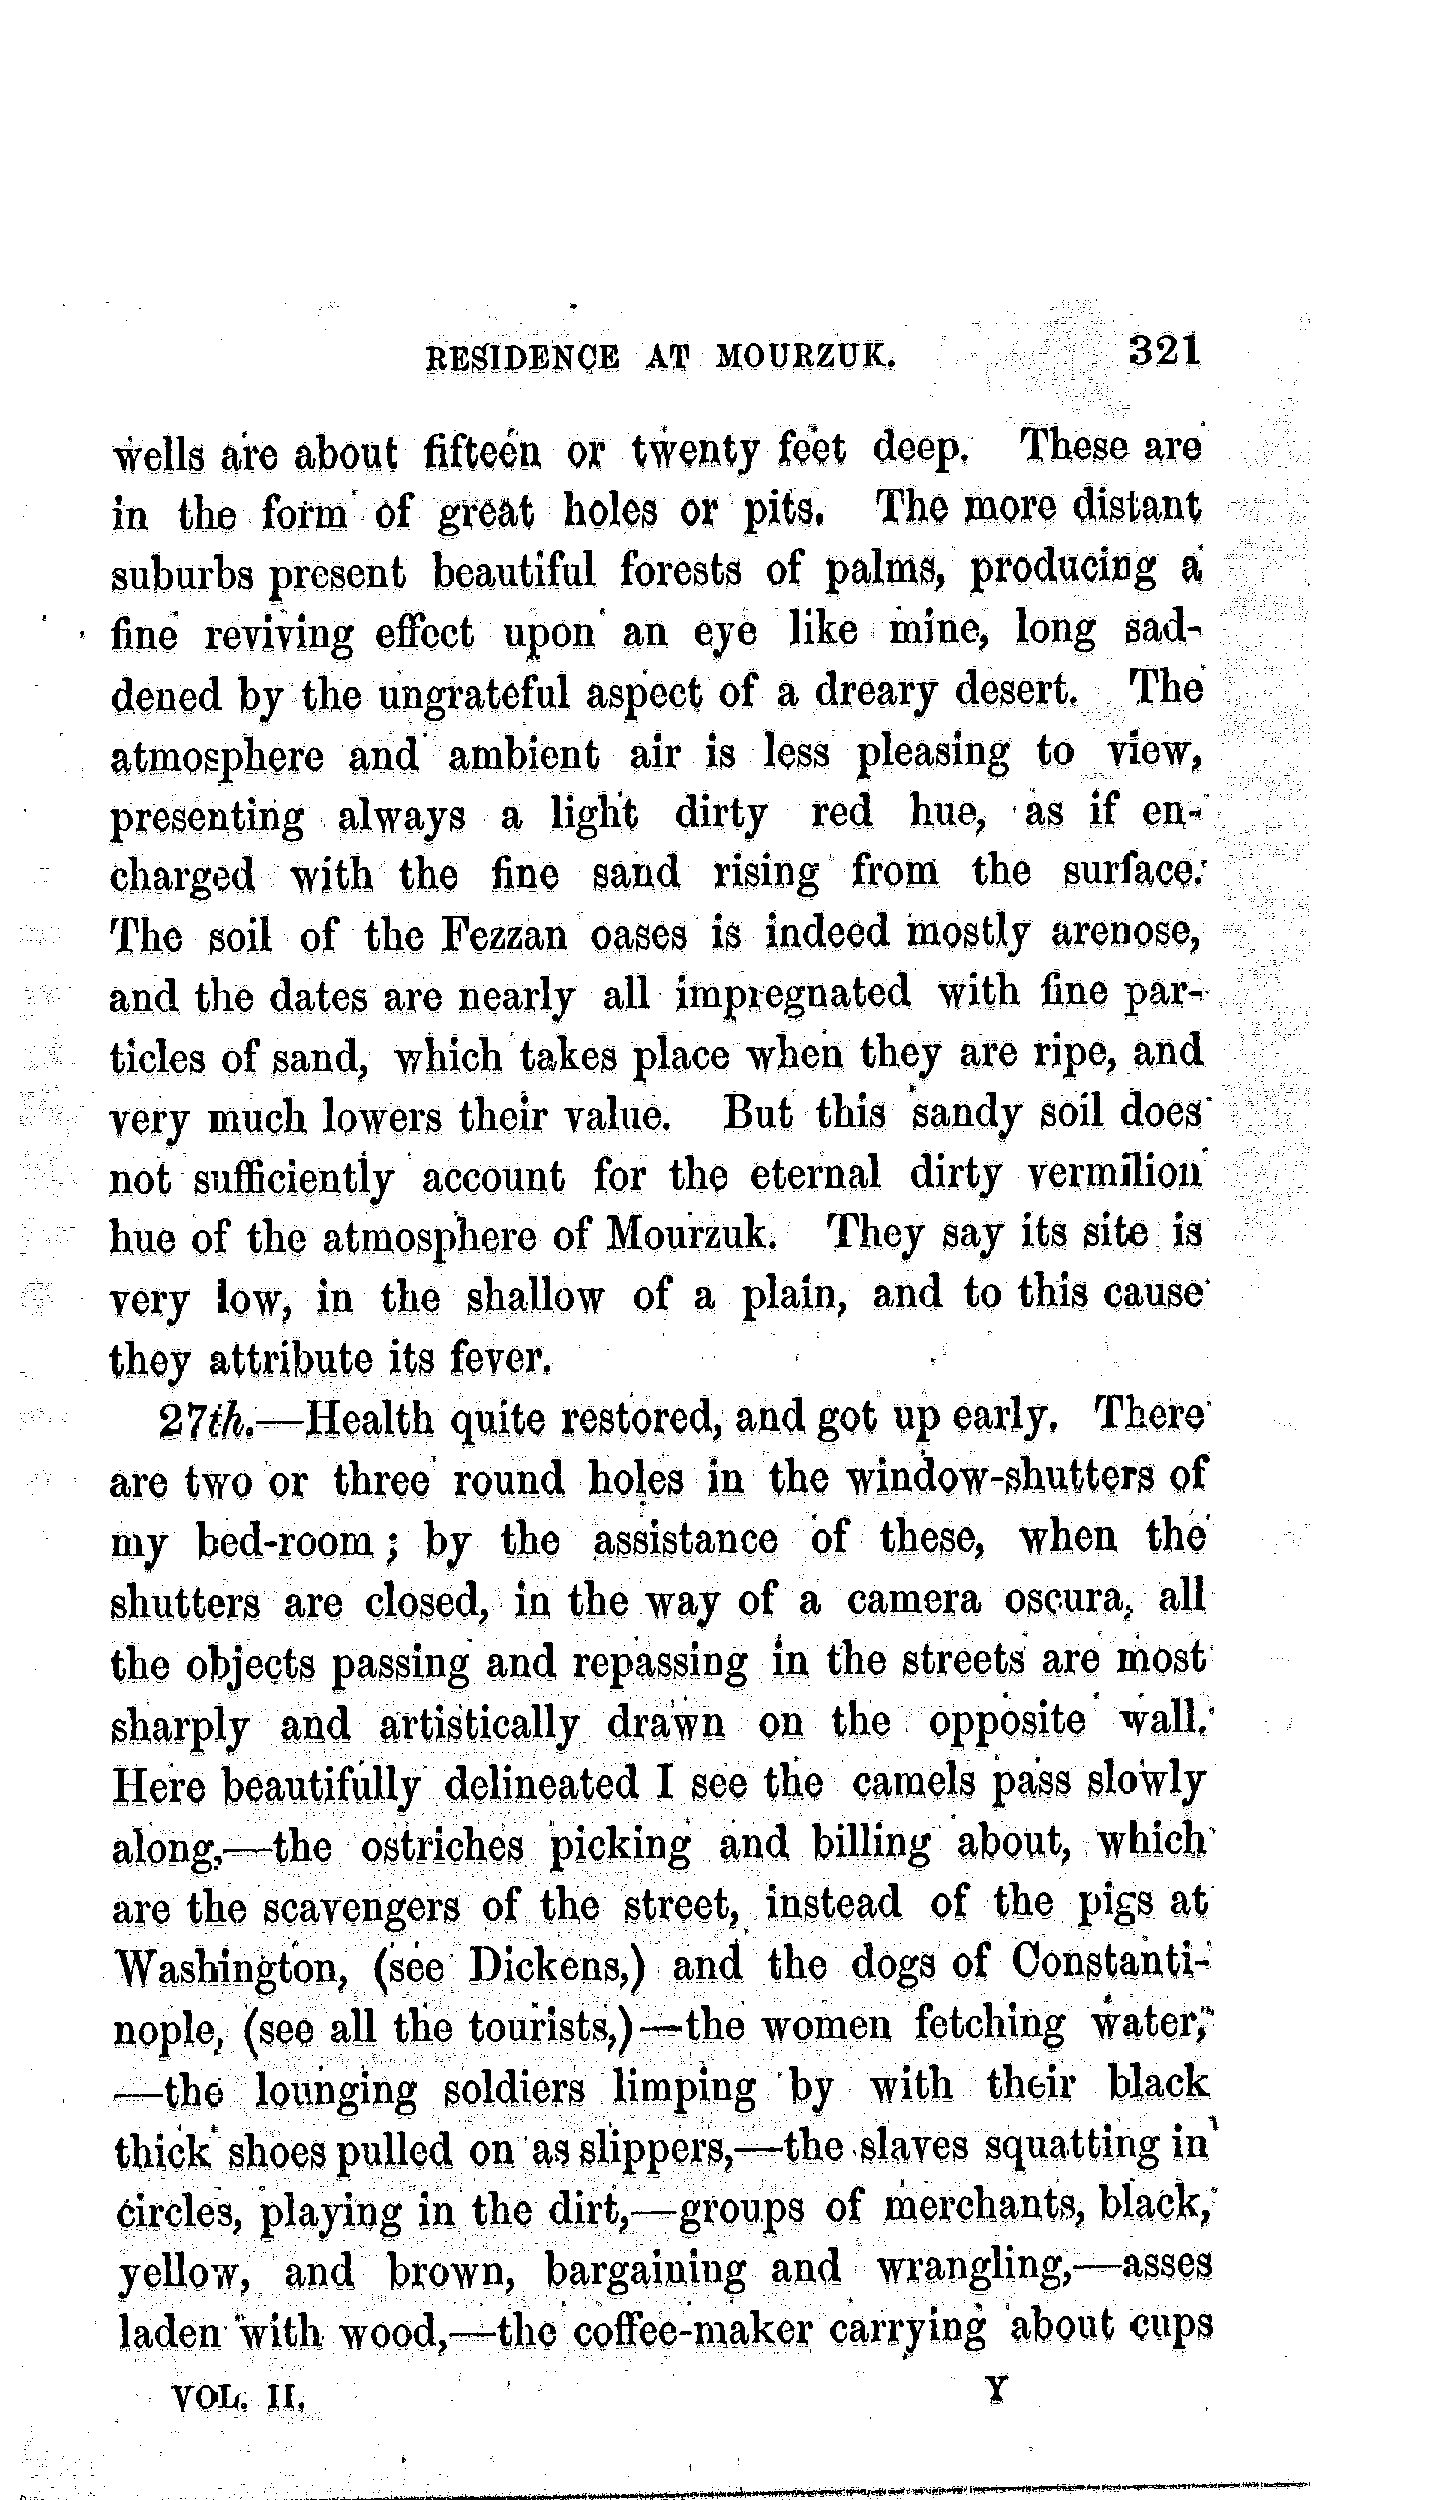 RESIDENCE AT MOURZUK. 321
wells are about fifteen or twenty feet deep. These are
in the form of great holes or pits. The more distant
suburbs present beautiful forests of palms, producing a
fine reviving effect upon an eye like mine, long sad-
dened by the ungrateful aspect of a dreary desert. The
atmosphere and ambient air is less pleasing to view,
presenting always a light dirty red hue, as if en-
charged with the fine sand rising from the surface.
The soil of the Fezzan oases is indeed mostly arenose,
and the dates are nearly all impregnated with fine par-
ticles of sand, which takes place when they are ripe, and
very much lowers their value. But this sandy soil does
not sufficiently account for the eternal dirty vermilion
hue of the atmosphere of Mourzuk. They say its site is
very low, in the shallow of a plain, and to this cause
they attribute its fever.
27th.—Health quite restored, and got up early. There
are two or three round holes in the window-shutters of
my bed-room; by the assistance of these, when the
shutters are closed, in the way of a camera oscura, all
the objects passing and repassing in the streets are most
sharply and artistically drawn on the opposite wall.
Here beautifully delineated I see the camels pass slowly
along,—the ostriches picking and billing about, which
are the scavengers of the street, instead of the pigs at
Washington, (see Dickens,) and the dogs of Constanti-
nople, (see all the tourists,)—the women fetching water,
—the lounging soldiers limping by with their black
thick shoes pulled on as slippers,—the slaves squatting in
circles, playing in the dirt,—groups of merchants, black,
yellow, and brown, bargaining and wrangling,—asses
laden with wood,—the coffee-maker carrying about cups
VOL. II. Y